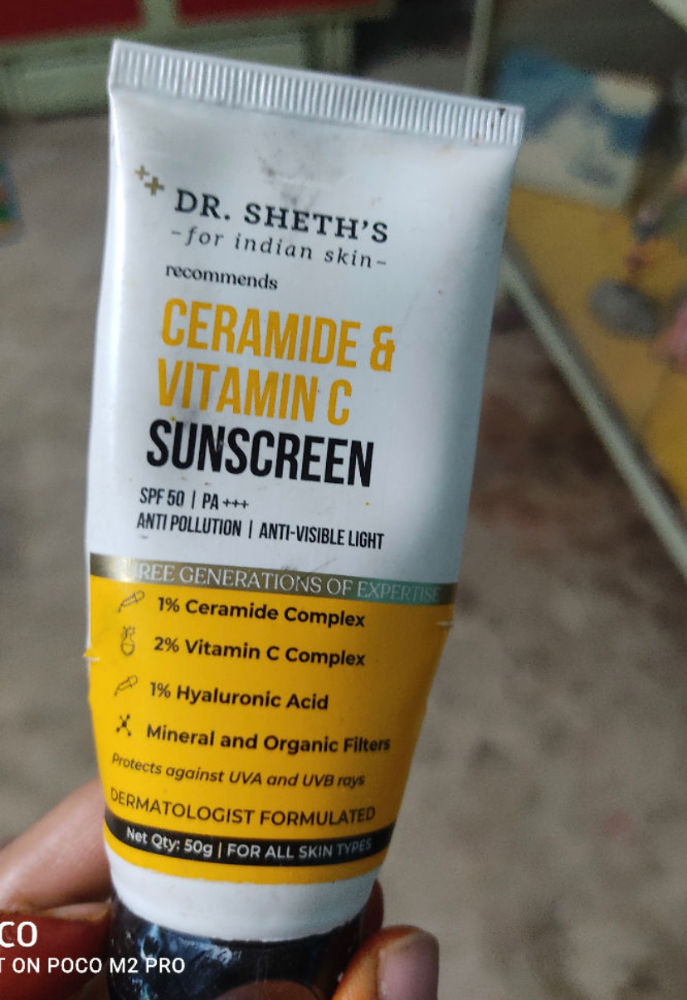 DR. SHETH'S
-for indian skin-
recommends
CERAMIDE &
VITAMIN C
SUNSCREEN
SPF 50 | PA +++
ANTI POLLUTION | ANTI-VISIBLE LIGHT
GENERATIONS OF EXPERTISE
1% Ceramide Complex
2% Vitamin C Complex
1% Hyaluronic Acid
Mineral and Organic Filters
Protects against UVA and UVB rays
DERMATOLOGIST FORMULATED
Net Qty: 50g | FOR ALL SKIN TYPES
CO
T ON POCO M2 PRO